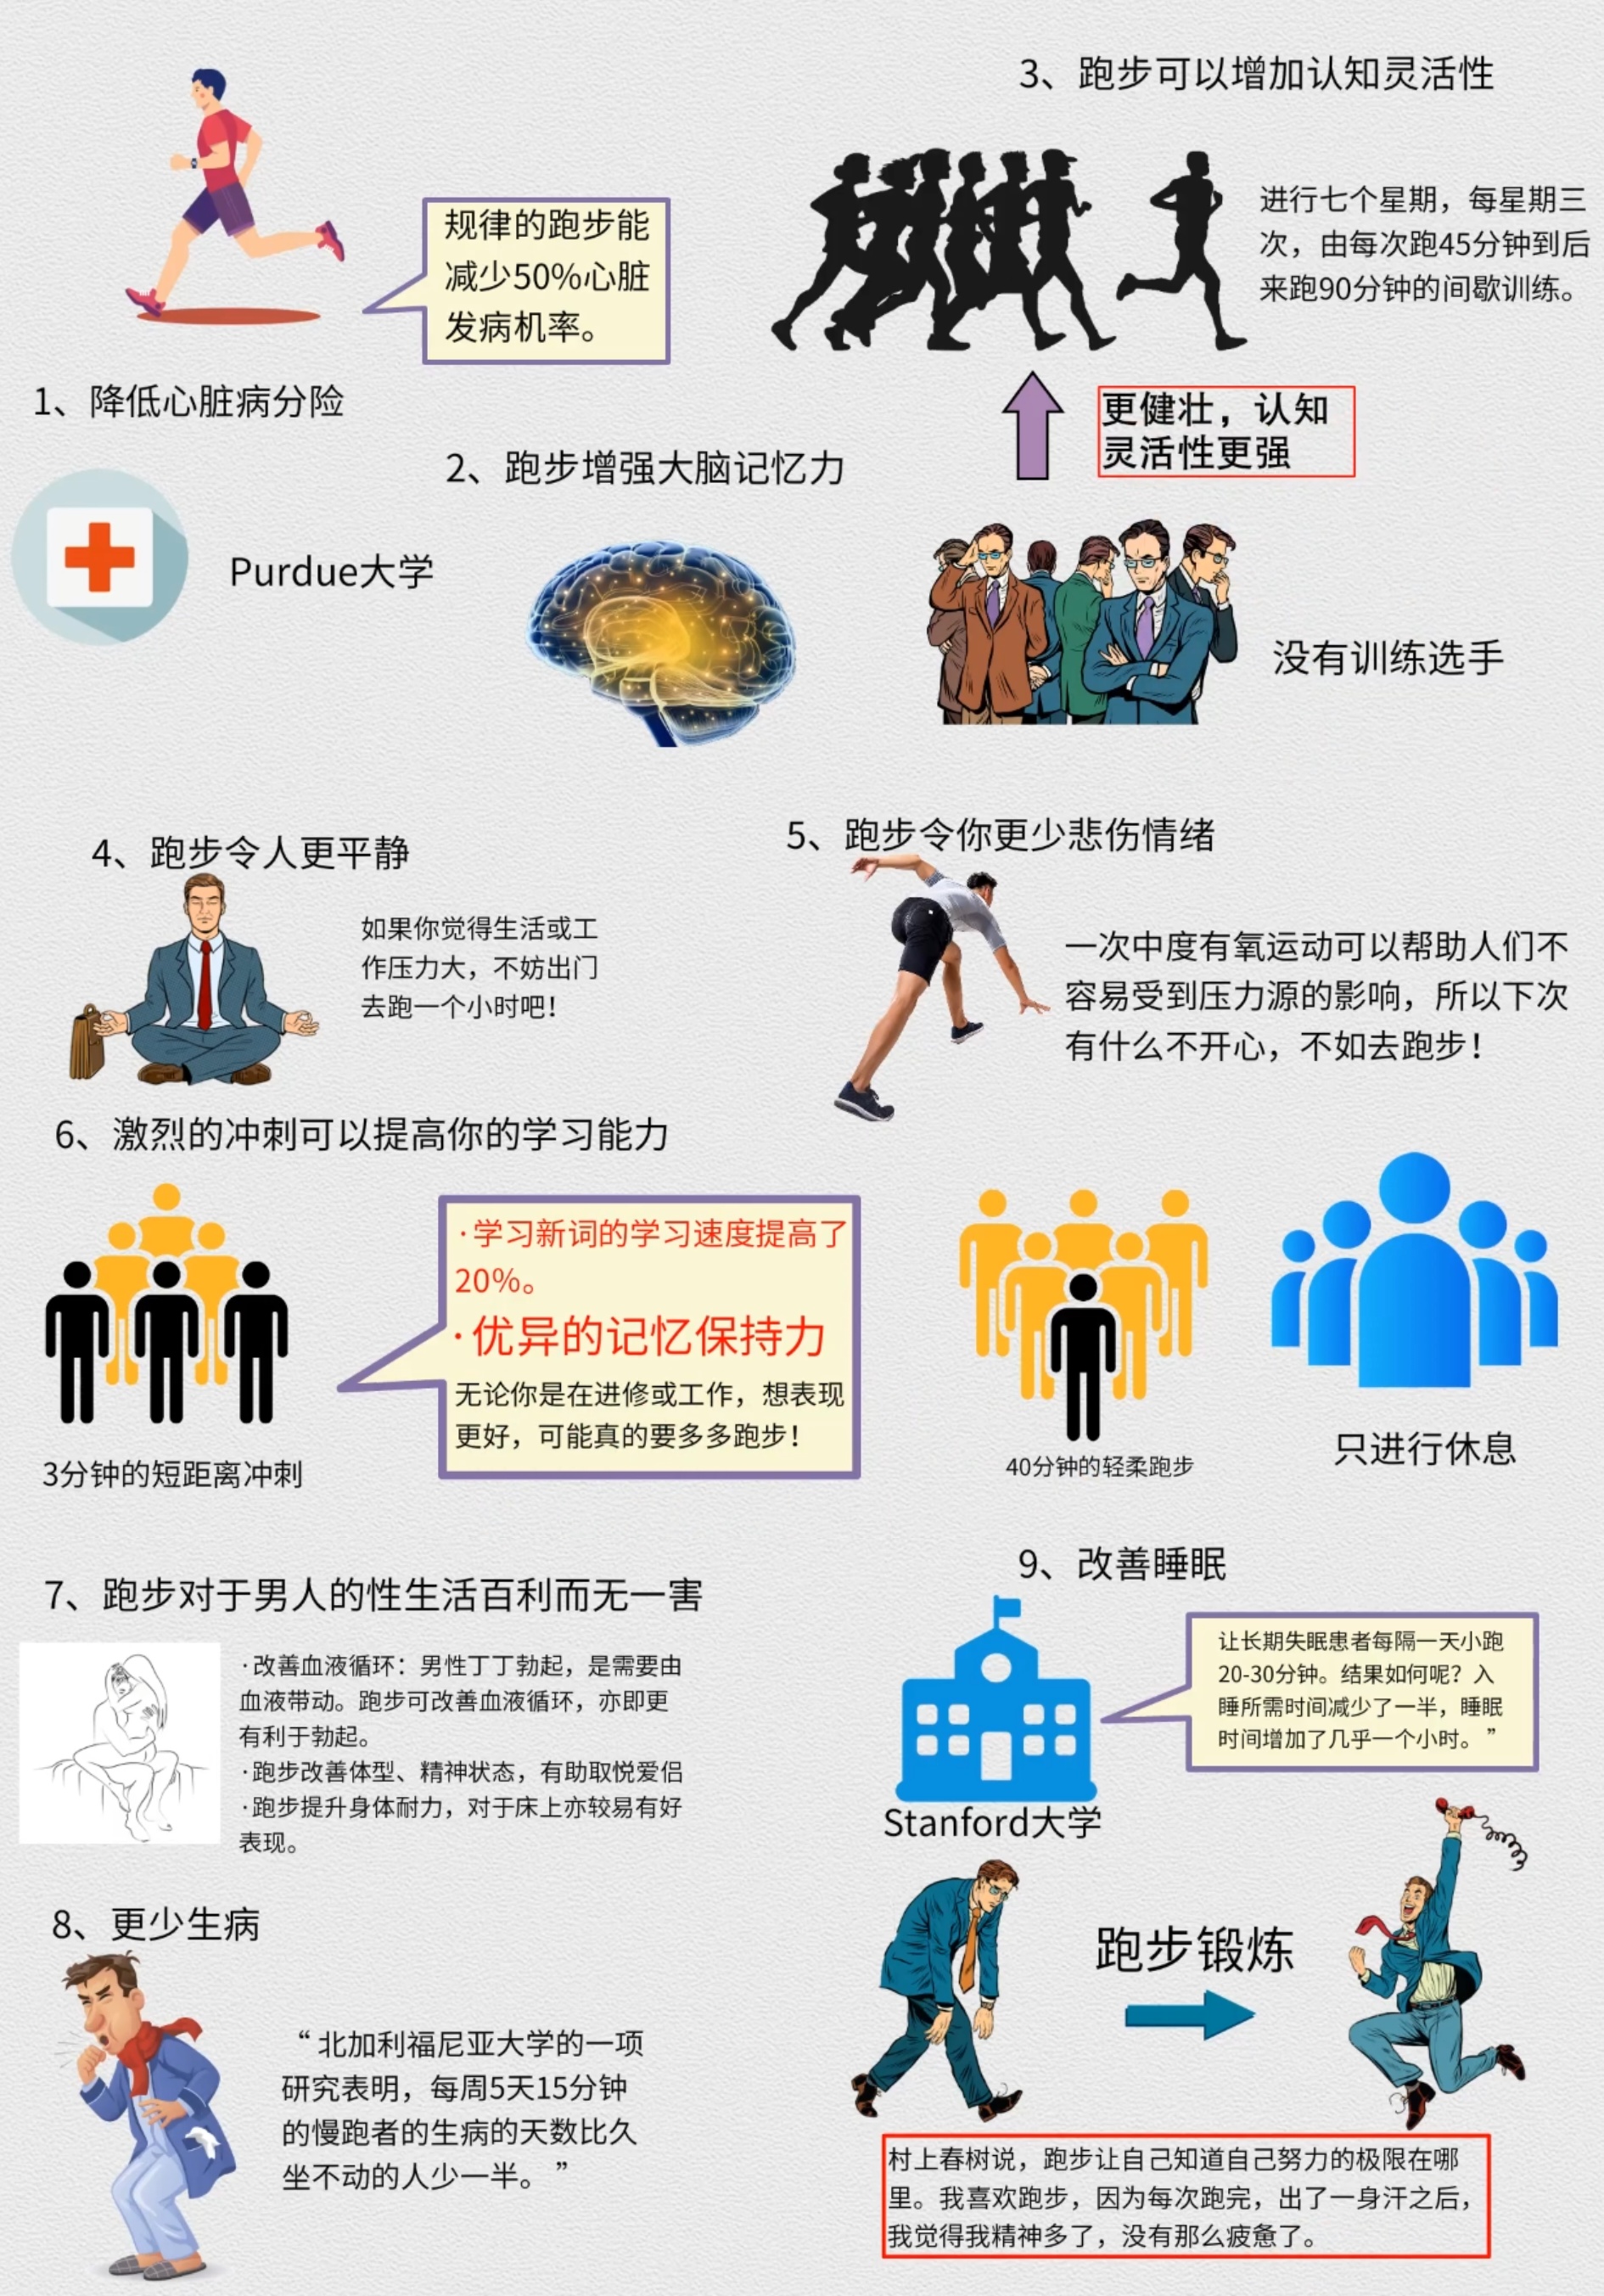 规律的跑步能
减少50%心脏
发病机率。
1、降低心脏病分险
Purdue大学
2、跑步增强大脑记忆力
3、跑步可以增加认知灵活性
进行七个星期，每星期三
次，由每次跑45分钟到后
来跑90分钟的间歇训练。
更健壮，认知
灵活性更强
没有训练选手
4、跑步令人更平静
如果你觉得生活或工
作压力大，不妨出门
去跑一个小时吧！
5、跑步令你更少悲伤情绪
一次中度有氧运动可以帮助人们不
容易受到压力源的影响，所以下次
有什么不开心，不如去跑步！
6、激烈的冲刺可以提高你的学习能力
·学习新词的学习速度提高了
20%。
·优异的记忆保持力
无论你是在进修或工作，想表现
更好，可能真的要多多跑步！
3分钟的短距离冲刺
40分钟的轻柔跑步
只进行休息
7、跑步对于男人的性生活百利而无一害
·改善血液循环：男性丁丁勃起，是需要由
血液带动。跑步可改善血液循环，亦即更
有利于勃起。
·跑步改善体型、精神状态，有助取悦爱侣
·跑步提升身体耐力，对于床上亦较易有好
表现。
8、更少生病
“北加利福尼亚大学的一项
研究表明，每周5天15分钟
的慢跑者的生病的天数比久
坐不动的人少一半。”
9、改善睡眠
让长期失眠患者每隔一天小跑
20-30分钟。结果如何呢？入
睡所需时间减少了一半，睡眠
时间增加了几乎一个小时。”
Stanford大学
跑步锻炼
村上春树说，跑步让自己知道自己努力的极限在哪
里。我喜欢跑步，因为每次跑完，出了一身汗之后，
我觉得我精神多了，没有那么疲惫了。